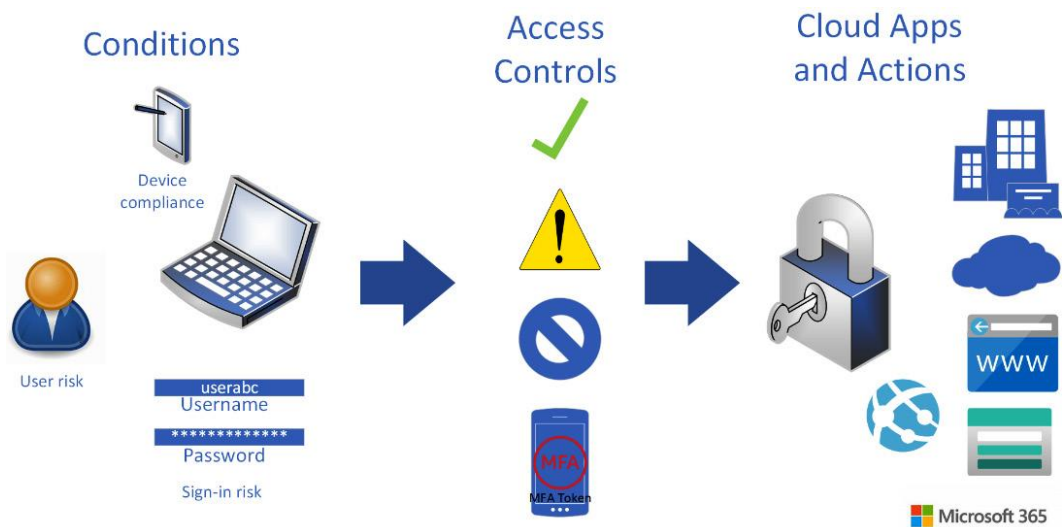 Conditions
Device
compliance
User risk
userabc
Username
*************
Password
Sign-in risk
Access
Controls
MFA
MFA Token
Cloud Apps
and Actions
WWW
Microsoft 365